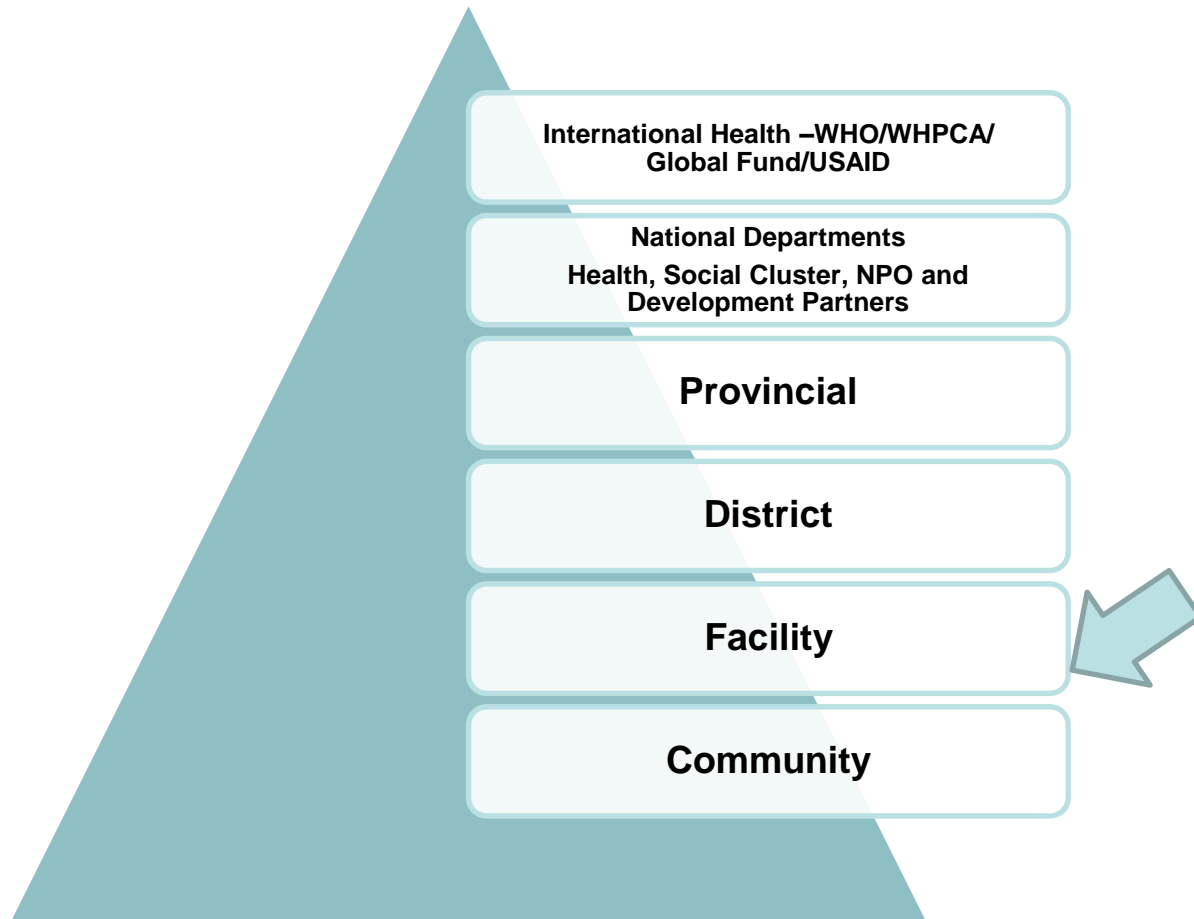 International Health –WHO/WHPCA/
Global Fund/USAID
National Departments
Health, Social Cluster, NPO and
Development Partners
Provincial
District
Facility
Community